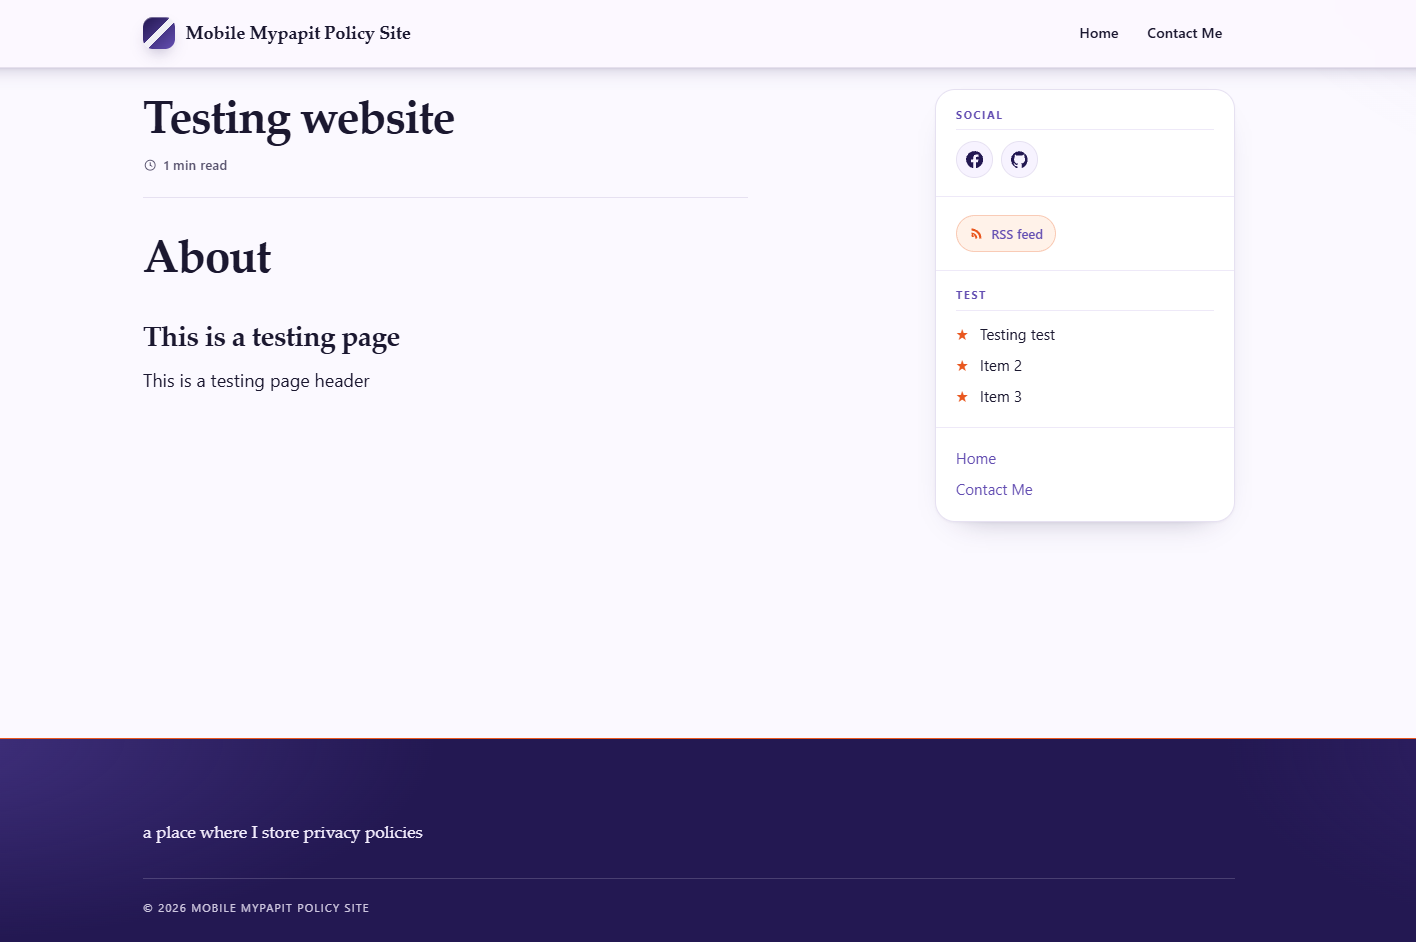 Mobile Mypapit Policy Site
Home
Contact Me
Testing website
1 min read
About
This is a testing page
This is a testing page header
SOCIAL
RSS feed
TEST
Testing test
Item 2
Item 3
Home
Contact Me
a place where I store privacy policies
© 2026 MOBILE MYPAPIT POLICY SITE